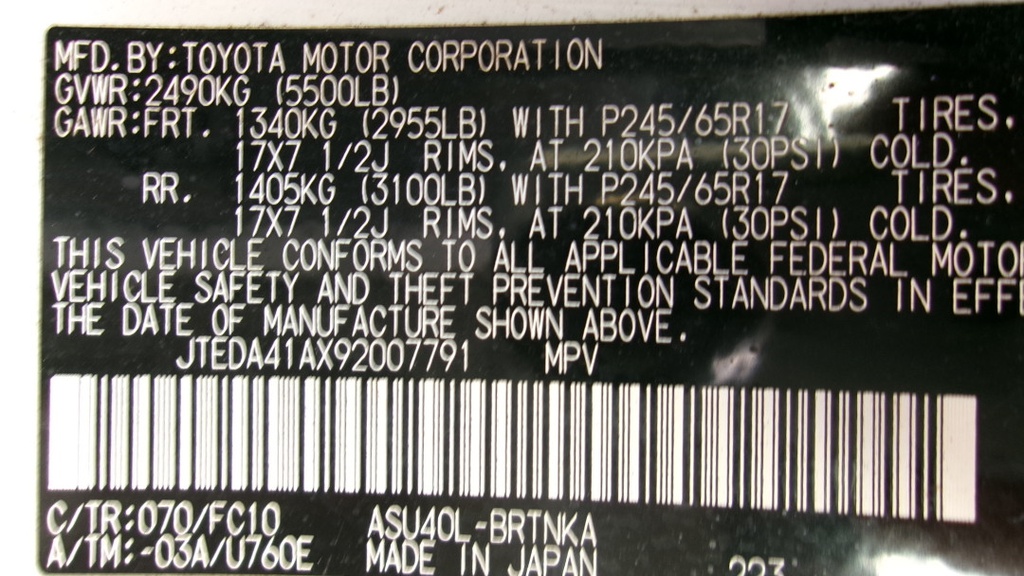 MFD.BY:TOYOTA MOTOR CORPORATION
GVWR:2490KG (5500LB)
GAWR:FRT. 1340KG (2955LB) WITH P245/65R17 TIRES.
17X7 1/2J RIMS, AT 210KPA (30PSI) COLD.
RR. 1405KG (3100LB) WITH P245/65R17 TIRES.
17X7 1/2J RIMS, AT 210KPA (30PSI) COLD.
THIS VEHICLE CONFORMS TO ALL APPLICABLE FEDERAL MOTO
VEHICLE SAFETY AND THEFT PREVENTION STANDARDS IN EFF
THE DATE OF MANUFACTURE SHOWN ABOVE.
JTEDA41AX92007791 MPV
C/TR:070/FC10 ASU40L-BRTNKA
A/TM:-03A/U760E MADE IN JAPAN 223